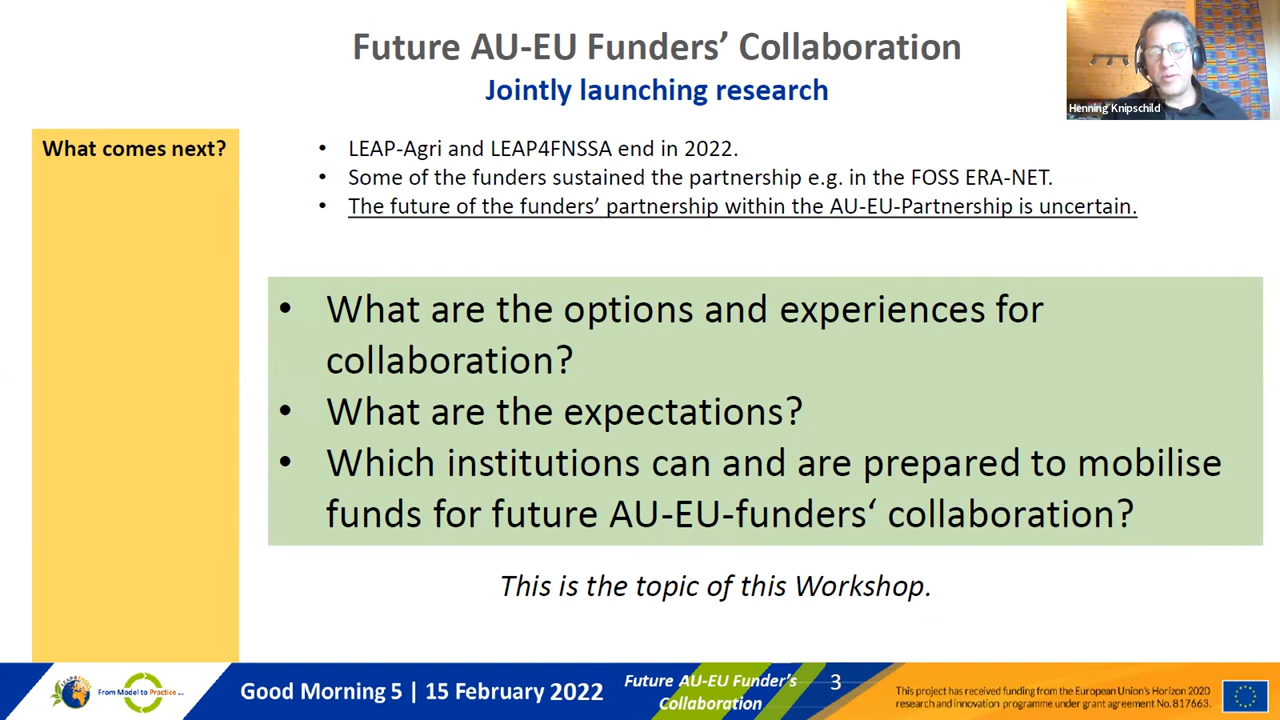 Future AU-EU Funders’ Collaboration
Jointly launching research
Henning Knipschild
What comes next?
• LEAP-Agri and LEAP4FNSSA end in 2022.
• Some of the funders sustained the partnership e.g. in the FOSS ERA-NET.
• The future of the funders’ partnership within the AU-EU-Partnership is uncertain.
• What are the options and experiences for
collaboration?
• What are the expectations?
• Which institutions can and are prepared to mobilise
funds for future AU-EU-funders‘ collaboration?
This is the topic of this Workshop.
From Model to Practice
Good Morning 5 | 15 February 2022
Future AU-EU Funder’s
Collaboration
3
This project has received funding from the European Union’s Horizon 2020
research and innovation programme under grant agreement No. 817663.